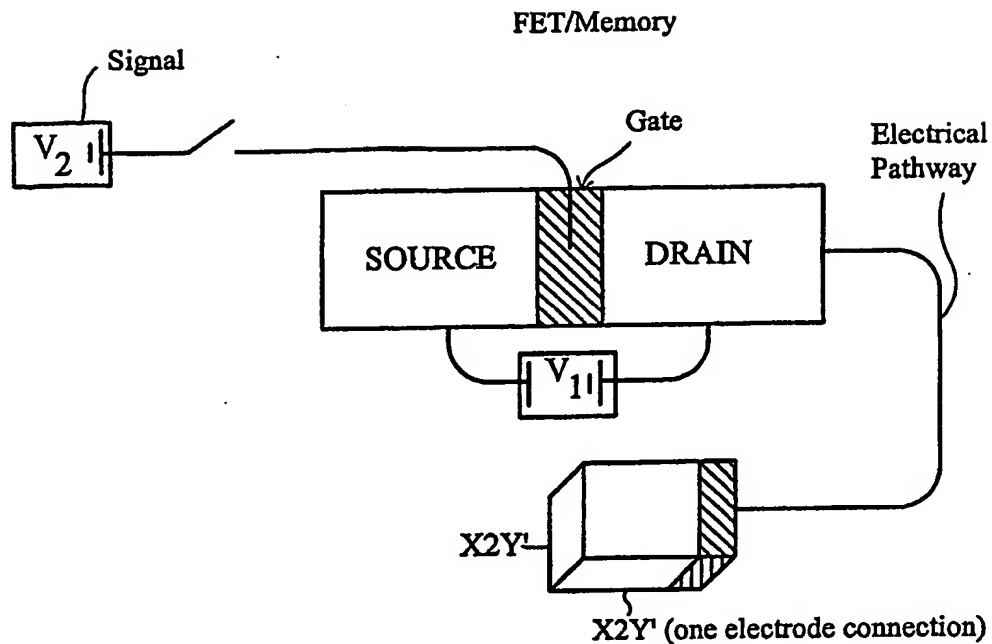 FET/Memory
Signal
V2
Gate
Electrical
Pathway
SOURCE
DRAIN
V1
X2Y'
X2Y' (one electrode connection)